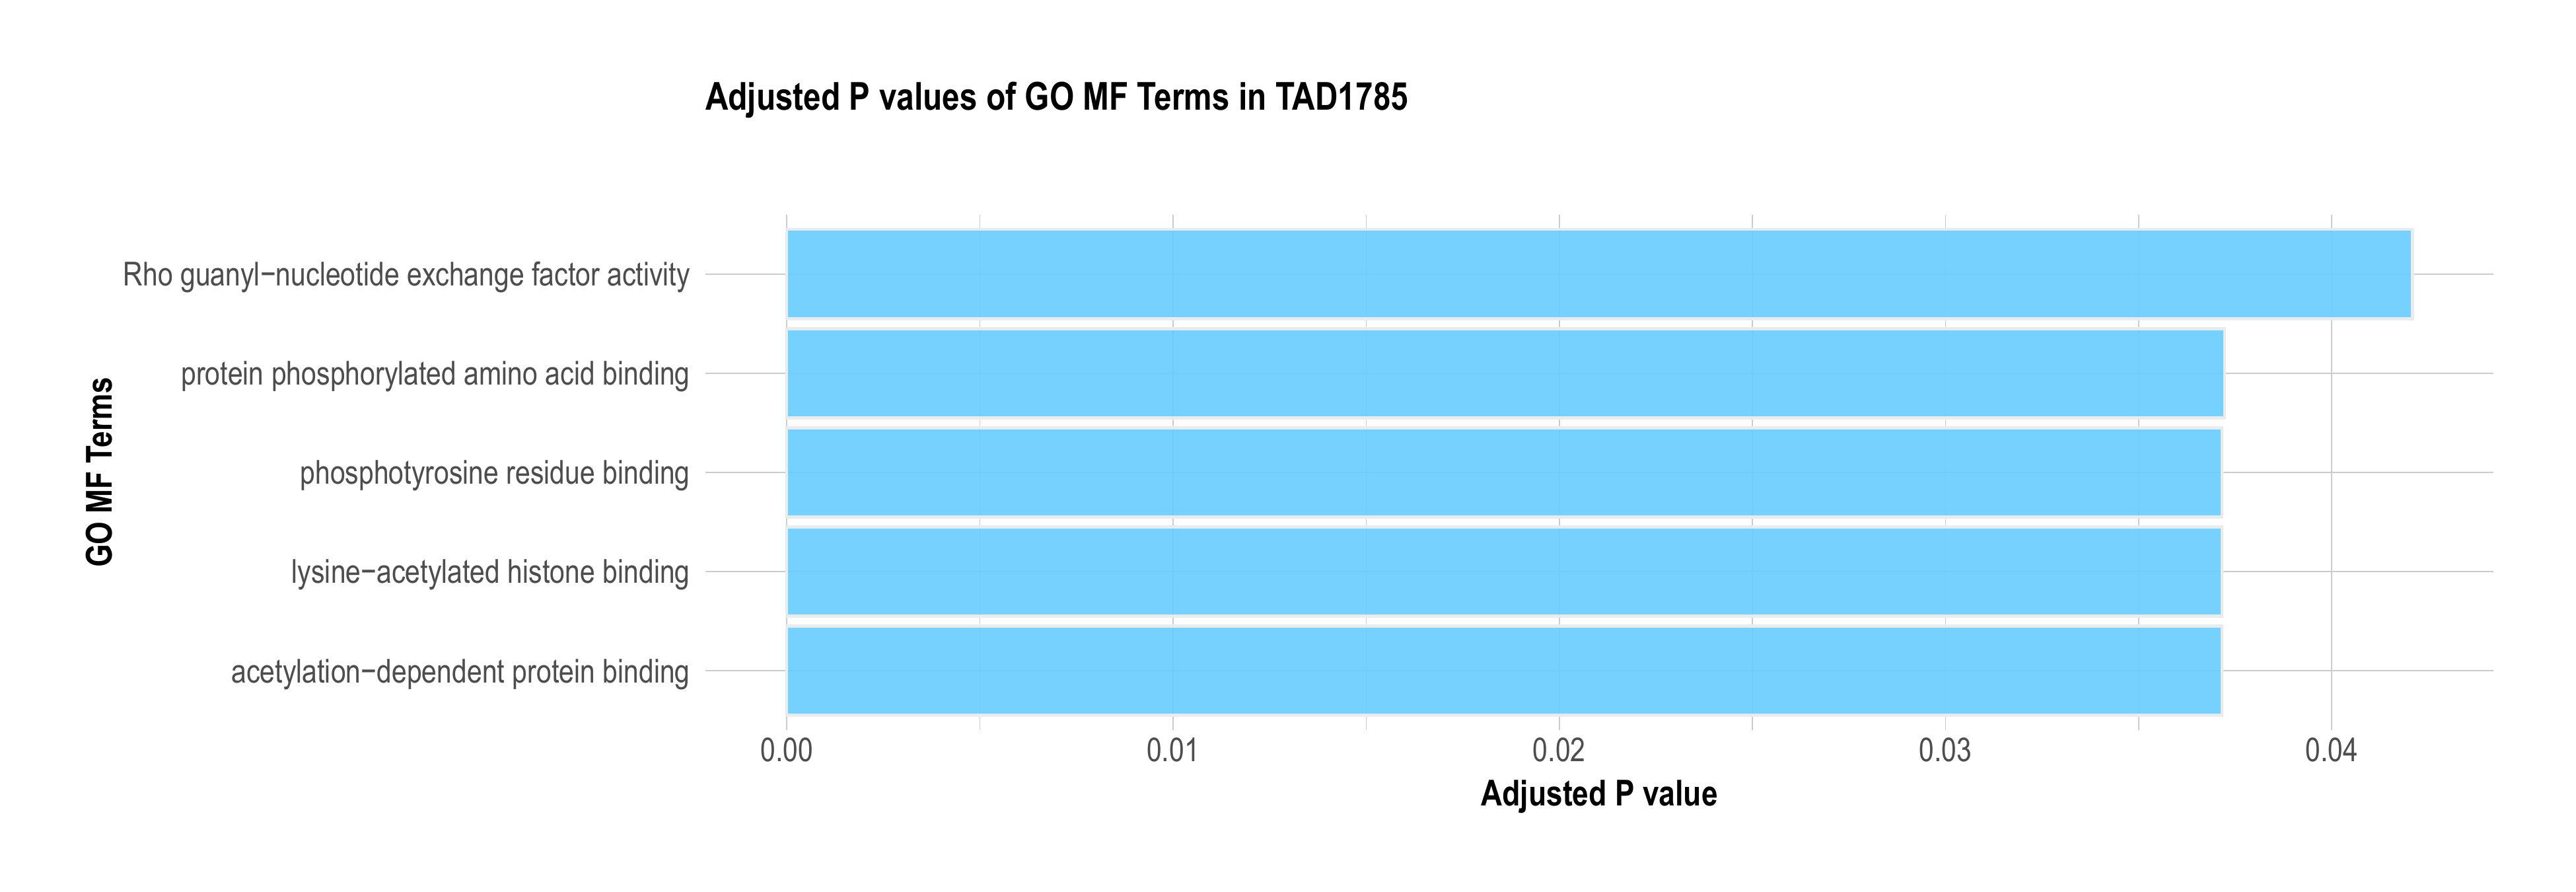 Adjusted P values of GO MF Terms in TAD1785
GO MF Terms
Rho guanyl−nucleotide exchange factor activity
protein phosphorylated amino acid binding
phosphotyrosine residue binding
lysine−acetylated histone binding
acetylation−dependent protein binding
0.00 0.01 0.02 0.03 0.04
Adjusted P value